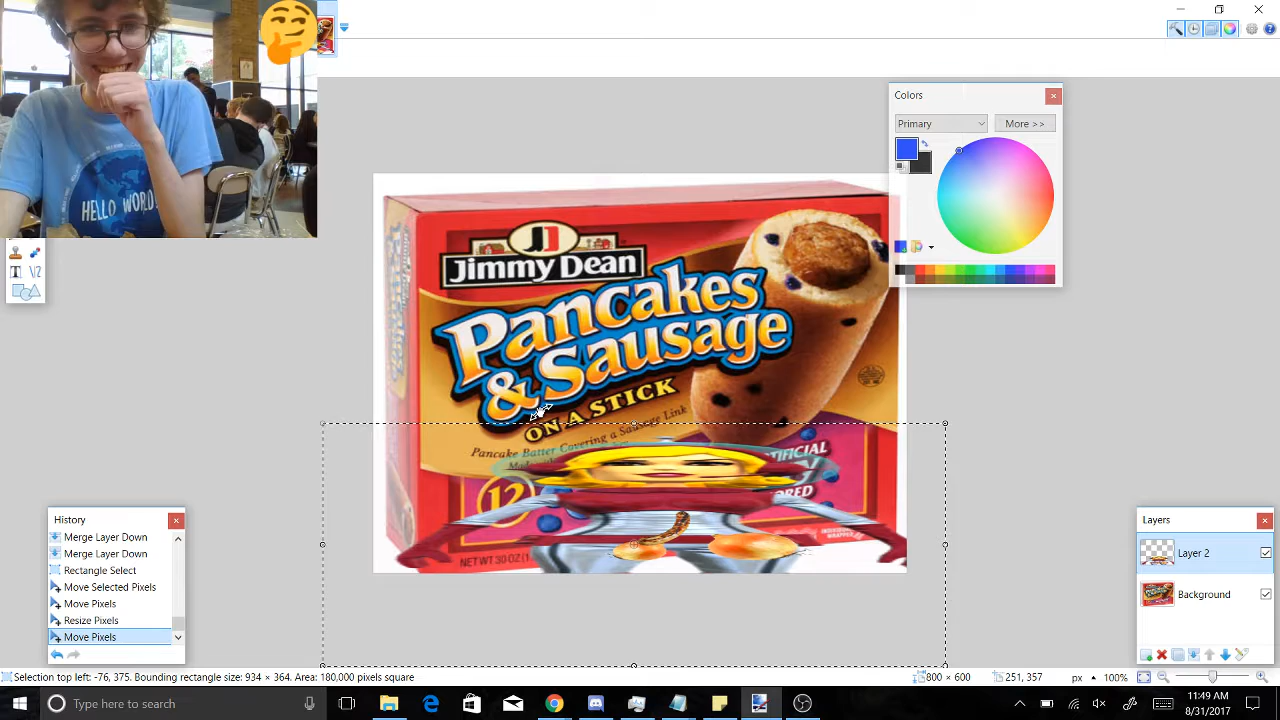 HELLO WORLD!
Colors
Primary
More >>
Jimmy Dean
Pancakes
& Sausage
ON A STICK
Pancake Batter Covering a Sausage Link
12
NET WT 30 OZ (1
History
Merge Layer Down
Merge Layer Down
Rectangle Select
Move Selected Pixels
Move Pixels
Resize Pixels
Move Pixels
Layers
Layer 2
Background
Selection top left: -76, 375. Bounding rectangle size: 934 × 364. Area: 180,000 pixels square
800 × 600
251, 357
px
100%
Type here to search
11:49 AM
8/31/2017